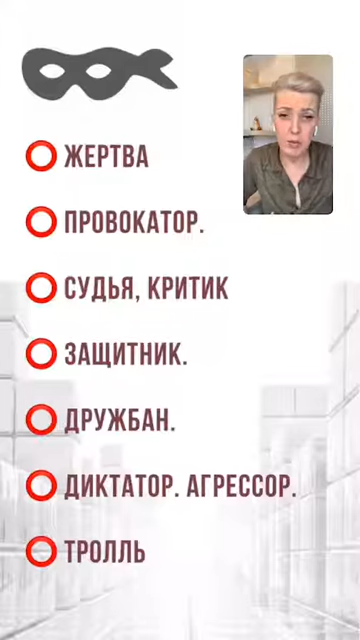 ЖЕРТВА
ПРОВОКАТОР.
СУДЬЯ, КРИТИК
ЗАЩИТНИК.
ДРУЖБАН.
ДИКТАТОР. АГРЕССОР.
ТРОЛЛЬ